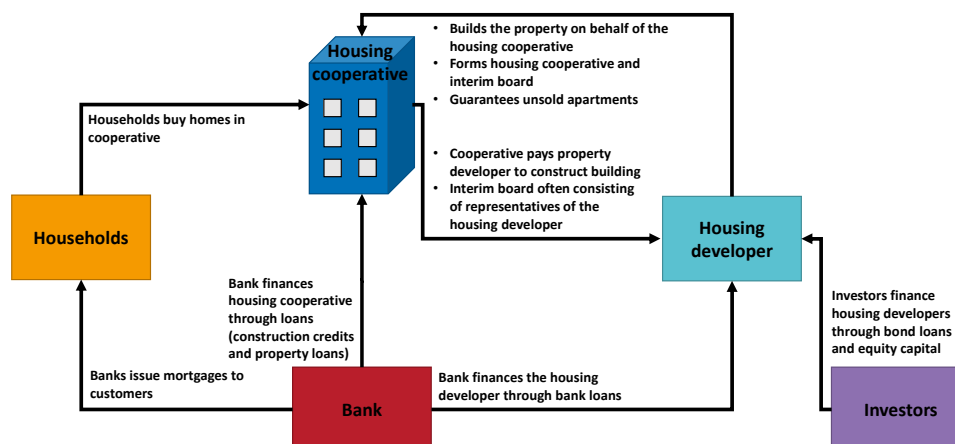 Housing
cooperative
• Builds the property on behalf of the
housing cooperative
• Forms housing cooperative and
interim board
• Guarantees unsold apartments
Households buy homes in
cooperative
• Cooperative pays property
developer to construct building
• Interim board often consisting
of representatives of the
housing developer
Households
Housing
developer
Bank finances
housing cooperative
through loans
(construction credits
and property loans)
Investors finance
housing developers
through bond loans
and equity capital
Banks issue mortgages to
customers
Bank
Bank finances the housing
developer through bank loans
Investors